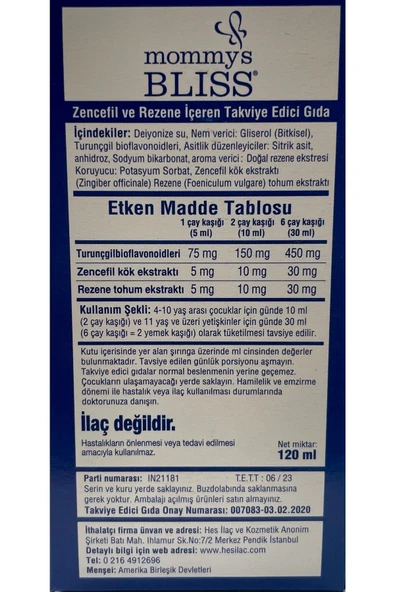 mommys
BLISS®
Zencefil ve Rezene İçeren Takviye Edici Gıda
İçindekiler: Deiyonize su, Nem verici: Gliserol (Bitkisel),
Turunçgil bioflavonoidleri, Asitlik düzenleyiciler: Sitrik asit,
anhidroz, Sodyum bikarbonat, aroma verici: Doğal rezene ekstresi
Koruyucu: Potasyum Sorbat, Zencefil kök ekstraktı
(Zingiber officinale) Rezene (Foeniculum vulgare) tohum ekstraktı
Etken Madde Tablosu
1 çay kaşığı 2 çay kaşığı 6 çay kaşığı
(5 ml) (10 ml) (30 ml)
Turunçgilbioflavonoidleri 75 mg 150 mg 450 mg
Zencefil kök ekstraktı 5 mg 10 mg 30 mg
Rezene tohum ekstraktı 5 mg 10 mg 30 mg
Kullanım Şekli: 4-10 yaş arası çocuklar için günde 10 ml
(2 çay kaşığı) ve 11 yaş ve üzeri yetişkinler için günde 30 ml
(6 çay kaşığı = 2 yemek kaşığı) olarak tüketilmesi tavsiye edilir.
Kutu içerisinde yer alan şırınga üzerinde ml cinsinden değerler
bulunmaktadır. Tavsiye edilen günlük porsiyonu aşmayın.
Takviye edici gıdalar normal beslenmenin yerine geçemez.
Çocukların ulaşamayacağı yerde saklayın. Hamilelik ve emzirme
dönemi ile hastalık veya ilaç kullanılması durumlarında
doktorunuza danışın.
İlaç değildir.
Hastalıkların önlenmesi veya tedavi edilmesi
amacıyla kullanılmaz.
Net miktar:
120 ml
Parti numarası: IN21181 T.E.T.T : 06 / 23
Serin ve kuru yerde saklayınız. Buzdolabında saklanmasına
gerek yoktur. Ambalajı açılmış ürünleri satın almayınız.
Takviye Edici Gıda Onay Numarası: 007083-03.02.2020
İthalatçı firma ünvan ve adresi: Hes İlaç ve Kozmetik Anonim
Şirketi Batı Mah. Ihlamur Sk.No:7/2 Merkez Pendik İstanbul
Detaylı bilgi için web adresi: www.hesilac.com
Tel: 0 216 4912696
Menşei: Amerika Birleşik Devletleri